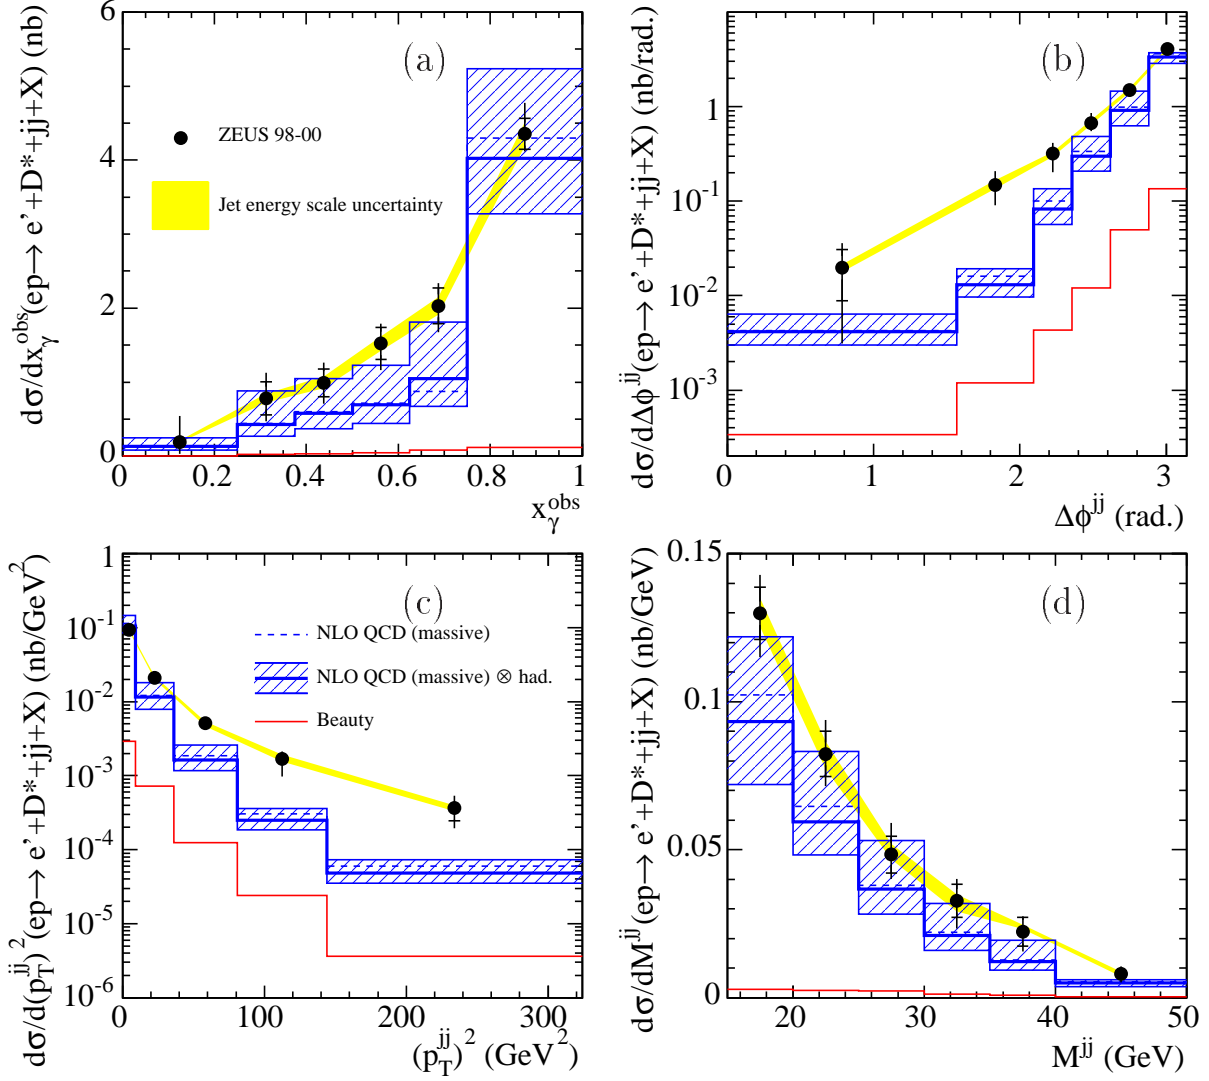 dσ/dx_γ^obs(ep→ e'+D*+jj+X) (nb)
(a)
ZEUS 98-00
Jet energy scale uncertainty
6
4
2
0
0 0.2 0.4 0.6 0.8 1
x_γ^obs
dσ/dΔϕ^jj(ep→ e'+D*+jj+X) (nb/rad.)
(b)
1
10^-1
10^-2
10^-3
0 1 2 3
Δϕ^jj (rad.)
dσ/d(p_T^jj)^2(ep→ e'+D*+jj+X) (nb/GeV^2)
(c)
NLO QCD (massive)
NLO QCD (massive) ⊗ had.
Beauty
1
10^-1
10^-2
10^-3
10^-4
10^-5
10^-6
0 100 200 300
(p_T^jj)^2 (GeV^2)
dσ/dM^jj(ep→ e'+D*+jj+X) (nb/GeV)
(d)
0.15
0.1
0.05
0
20 30 40 50
M^jj (GeV)